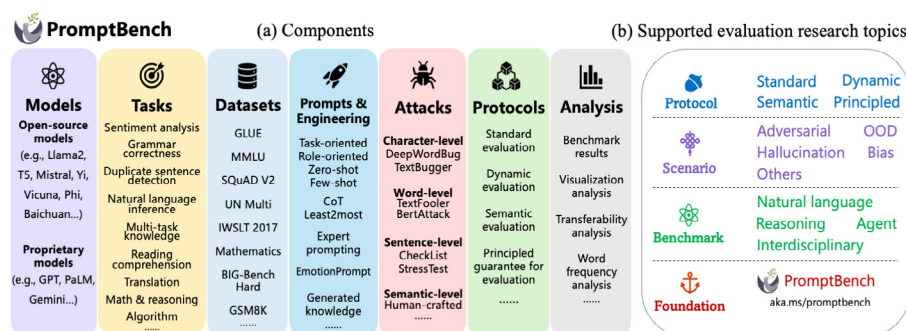 PromptBench
(a) Components
(b) Supported evaluation research topics
Models
Open-source
models
(e.g., Llama2,
T5, Mistral, Yi,
Vicuna, Phi,
Baichuan...)
Proprietary
models
(e.g., GPT, PaLM,
Gemini...)
Tasks
Sentiment analysis
Grammar
correctness
Duplicate sentence
detection
Natural language
inference
Multi-task
knowledge
Reading
comprehension
Translation
Math & reasoning
Algorithm
......
Datasets
GLUE
MMLU
SQuAD V2
UN Multi
IWSLT 2017
Mathematics
BIG-Bench
Hard
GSM8K
......
Prompts &
Engineering
Task-oriented
Role-oriented
Zero-shot
Few-shot
CoT
Least2most
Expert
prompting
EmotionPrompt
Generated
knowledge
......
Attacks
Character-level
DeepWordBug
TextBugger
Word-level
TextFooler
BertAttack
Sentence-level
CheckList
StressTest
Semantic-level
Human-crafted
......
Protocols
Standard
evaluation
Dynamic
evaluation
Semantic
evaluation
Principled
guarantee for
evaluation
......
Analysis
Benchmark
results
Visualization
analysis
Transferability
analysis
Word
frequency
analysis
......
Protocol
Standard Dynamic
Semantic Principled
Scenario
Adversarial OOD
Hallucination Bias
Others
Benchmark
Natural language
Reasoning Agent
Interdisciplinary
Foundation
PromptBench
aka.ms/promptbench